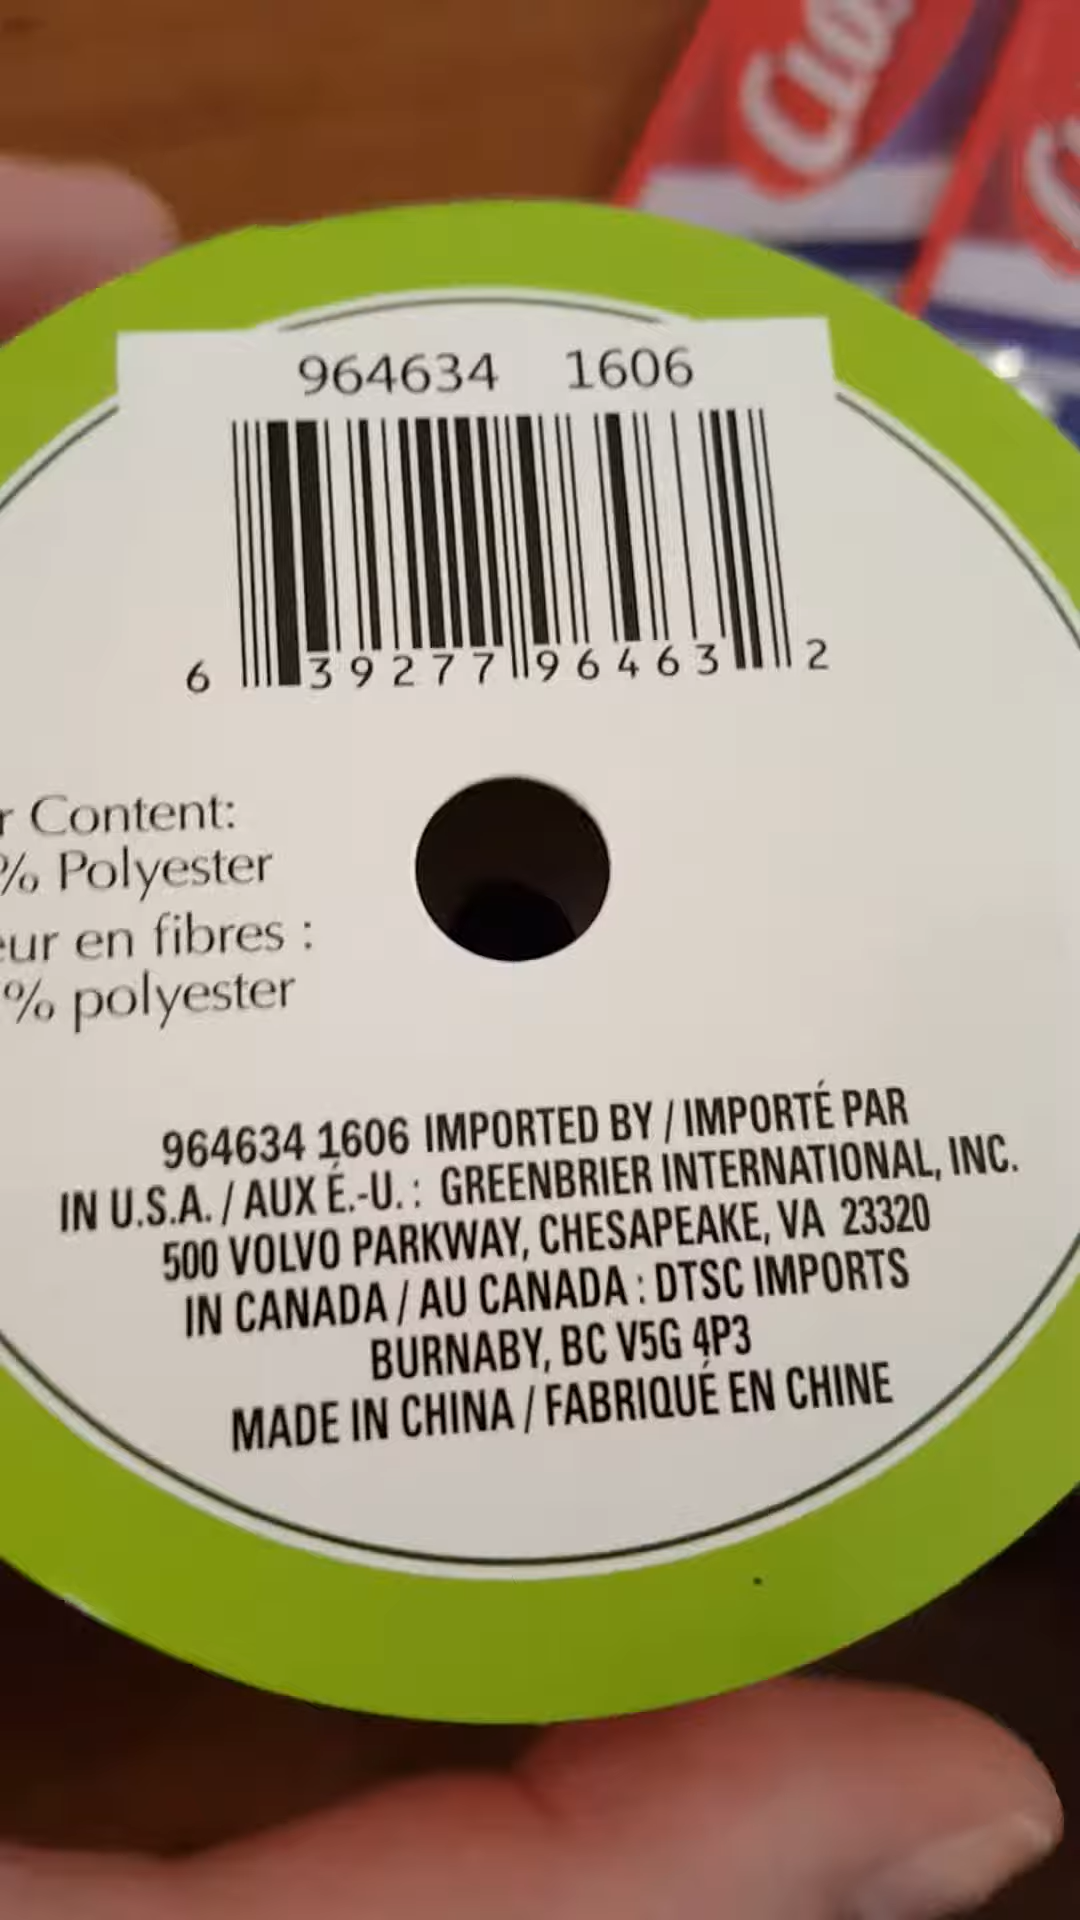 964634 1606
6 39277 96463 2
Content:
% Polyester
en fibres :
% polyester
964634 1606 IMPORTED BY / IMPORTÉ PAR
IN U.S.A. / AUX É.-U. : GREENBRIER INTERNATIONAL, INC.
500 VOLVO PARKWAY, CHESAPEAKE, VA 23320
IN CANADA / AU CANADA : DTSC IMPORTS
BURNABY, BC V5G 4P3
MADE IN CHINA / FABRIQUÉ EN CHINE